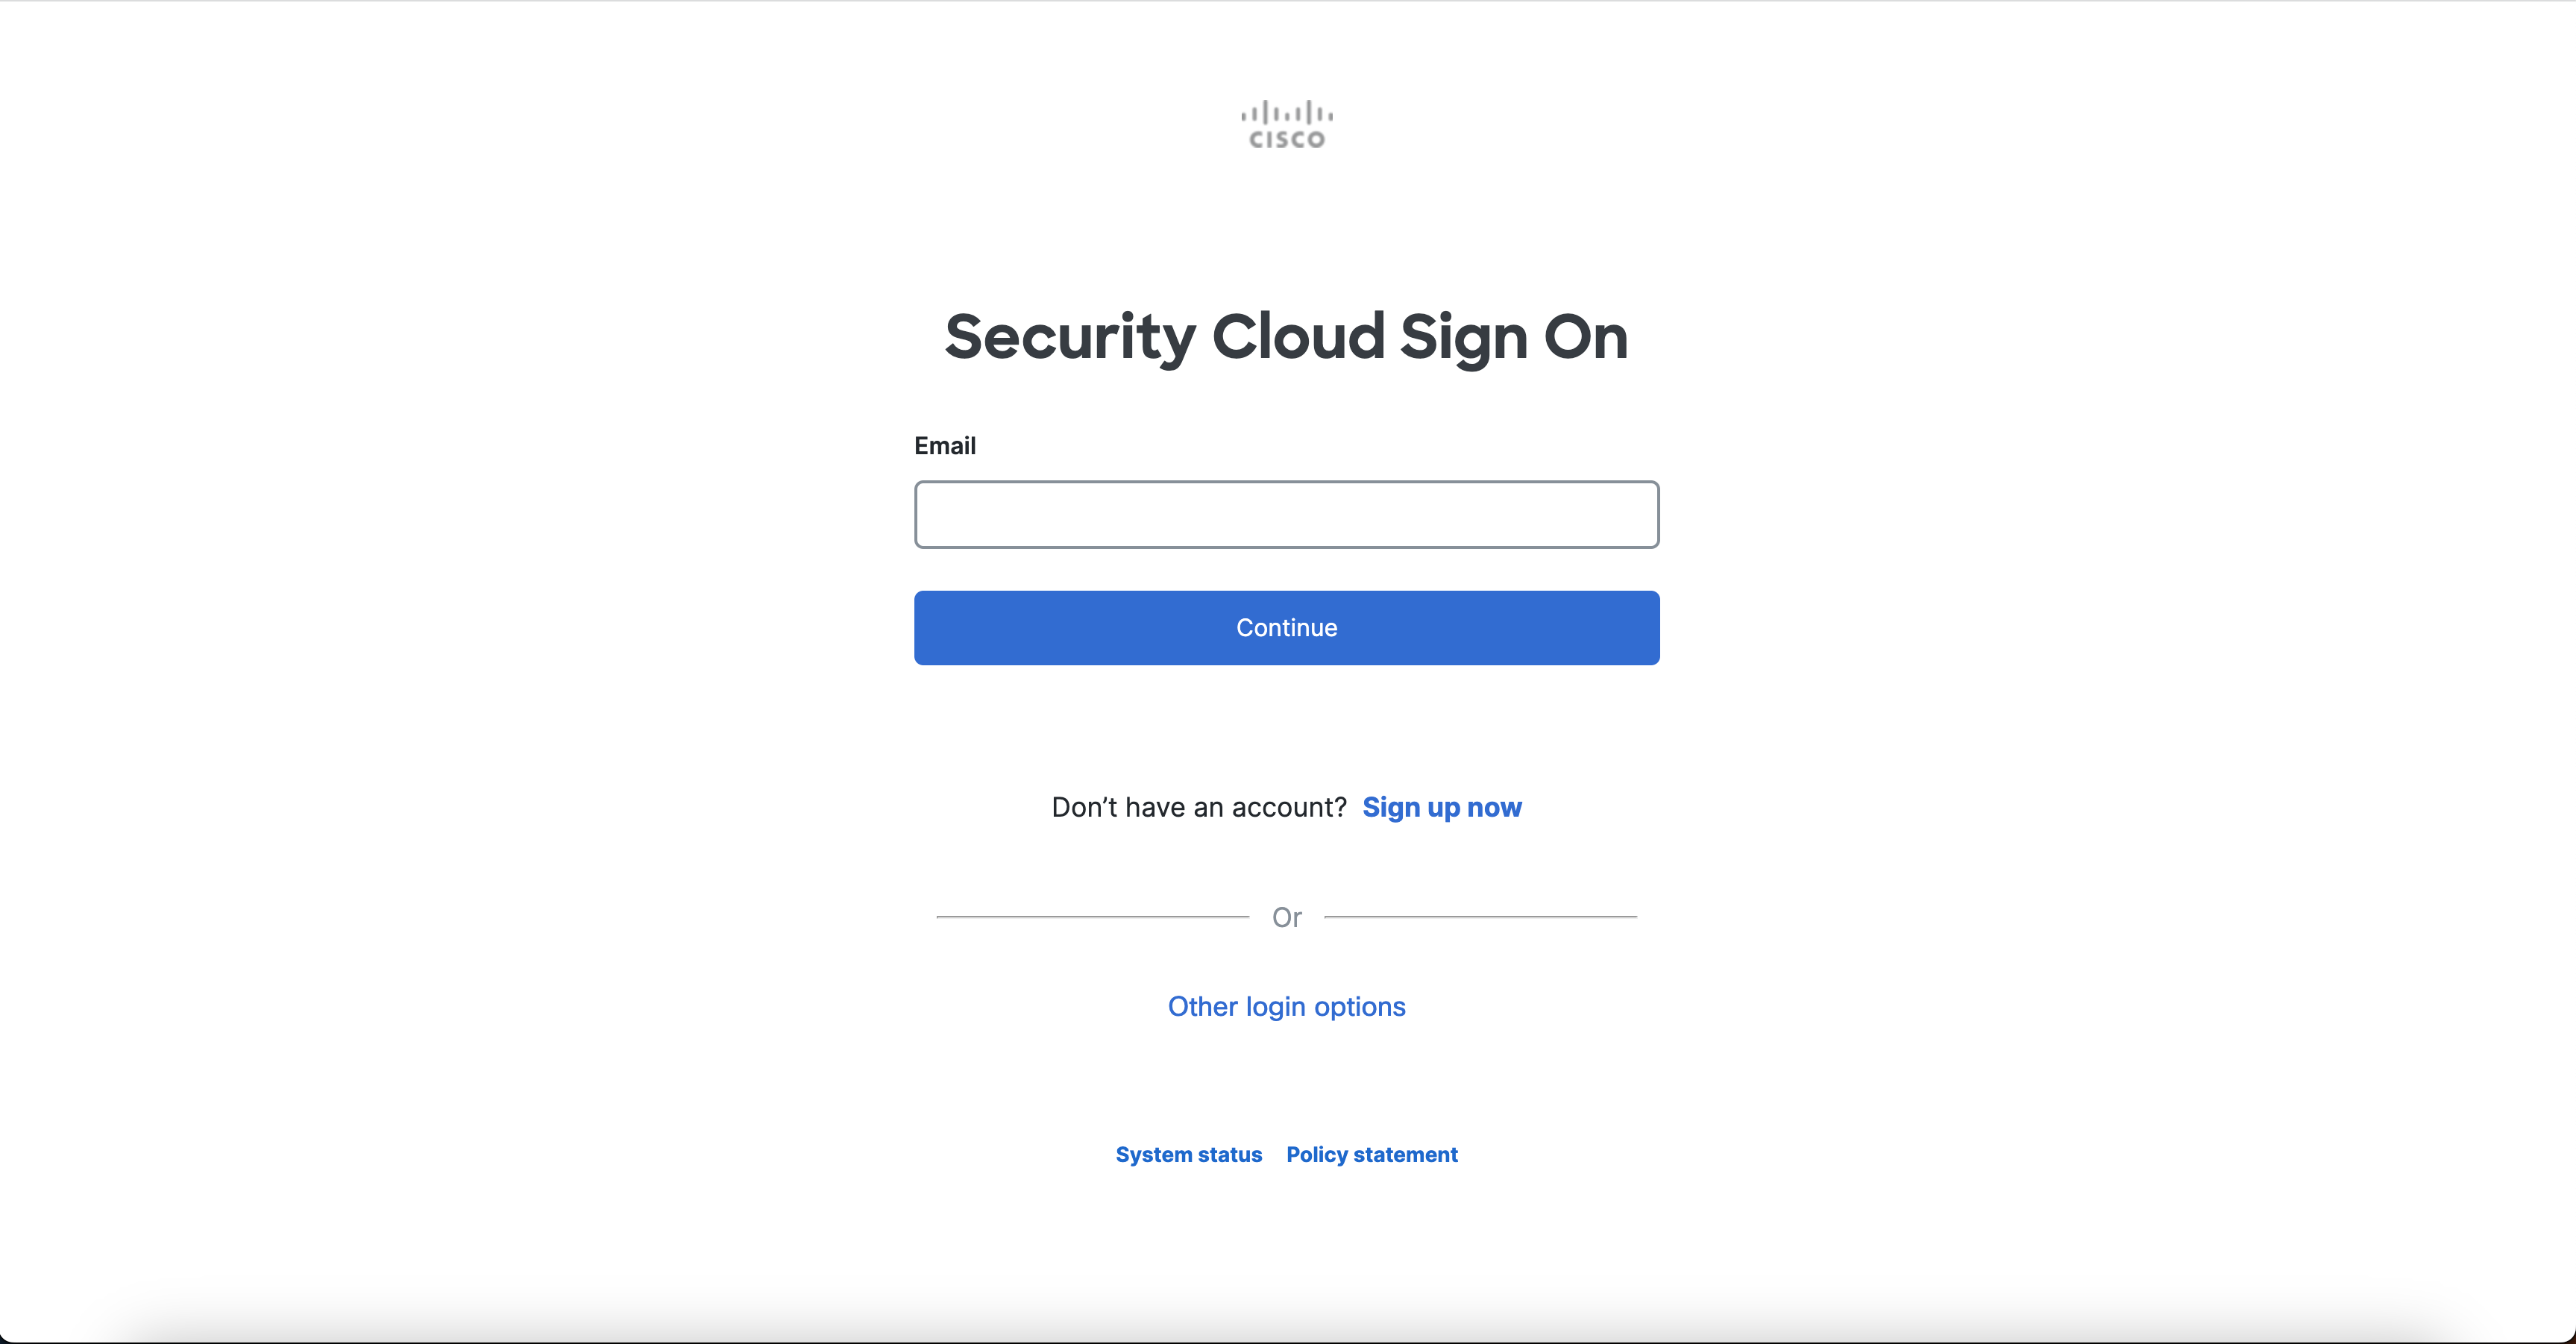 CISCO
Security Cloud Sign On
Email
Continue
Don’t have an account? Sign up now
Or
Other login options
System status Policy statement